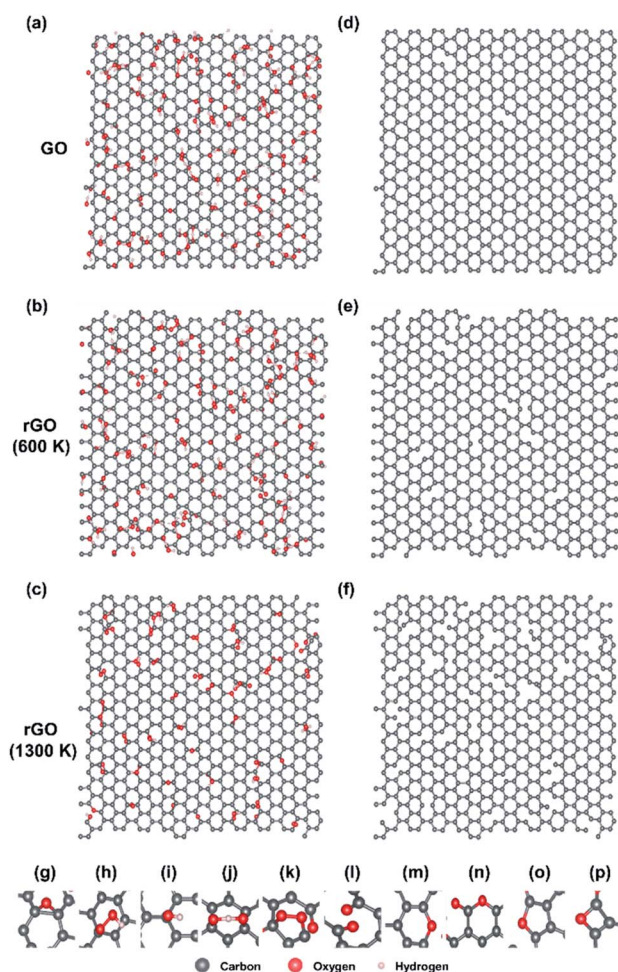 (a) (d)
GO
(b) (e)
rGO
(600 K)
(c) (f)
rGO
(1300 K)
(g) (h) (i) (j) (k) (l) (m) (n) (o) (p)
Carbon Oxygen Hydrogen